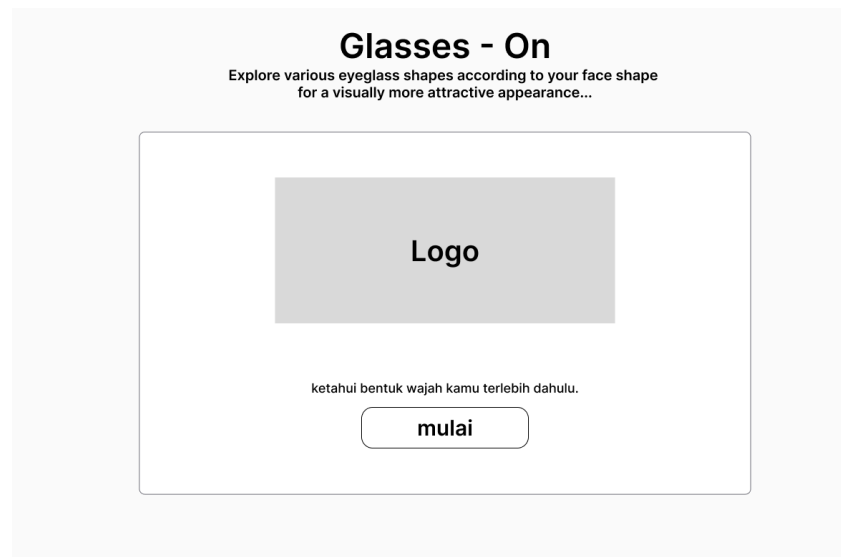 Glasses - On
Explore various eyeglass shapes according to your face shape
for a visually more attractive appearance...
Logo
ketahui bentuk wajah kamu terlebih dahulu.
mulai